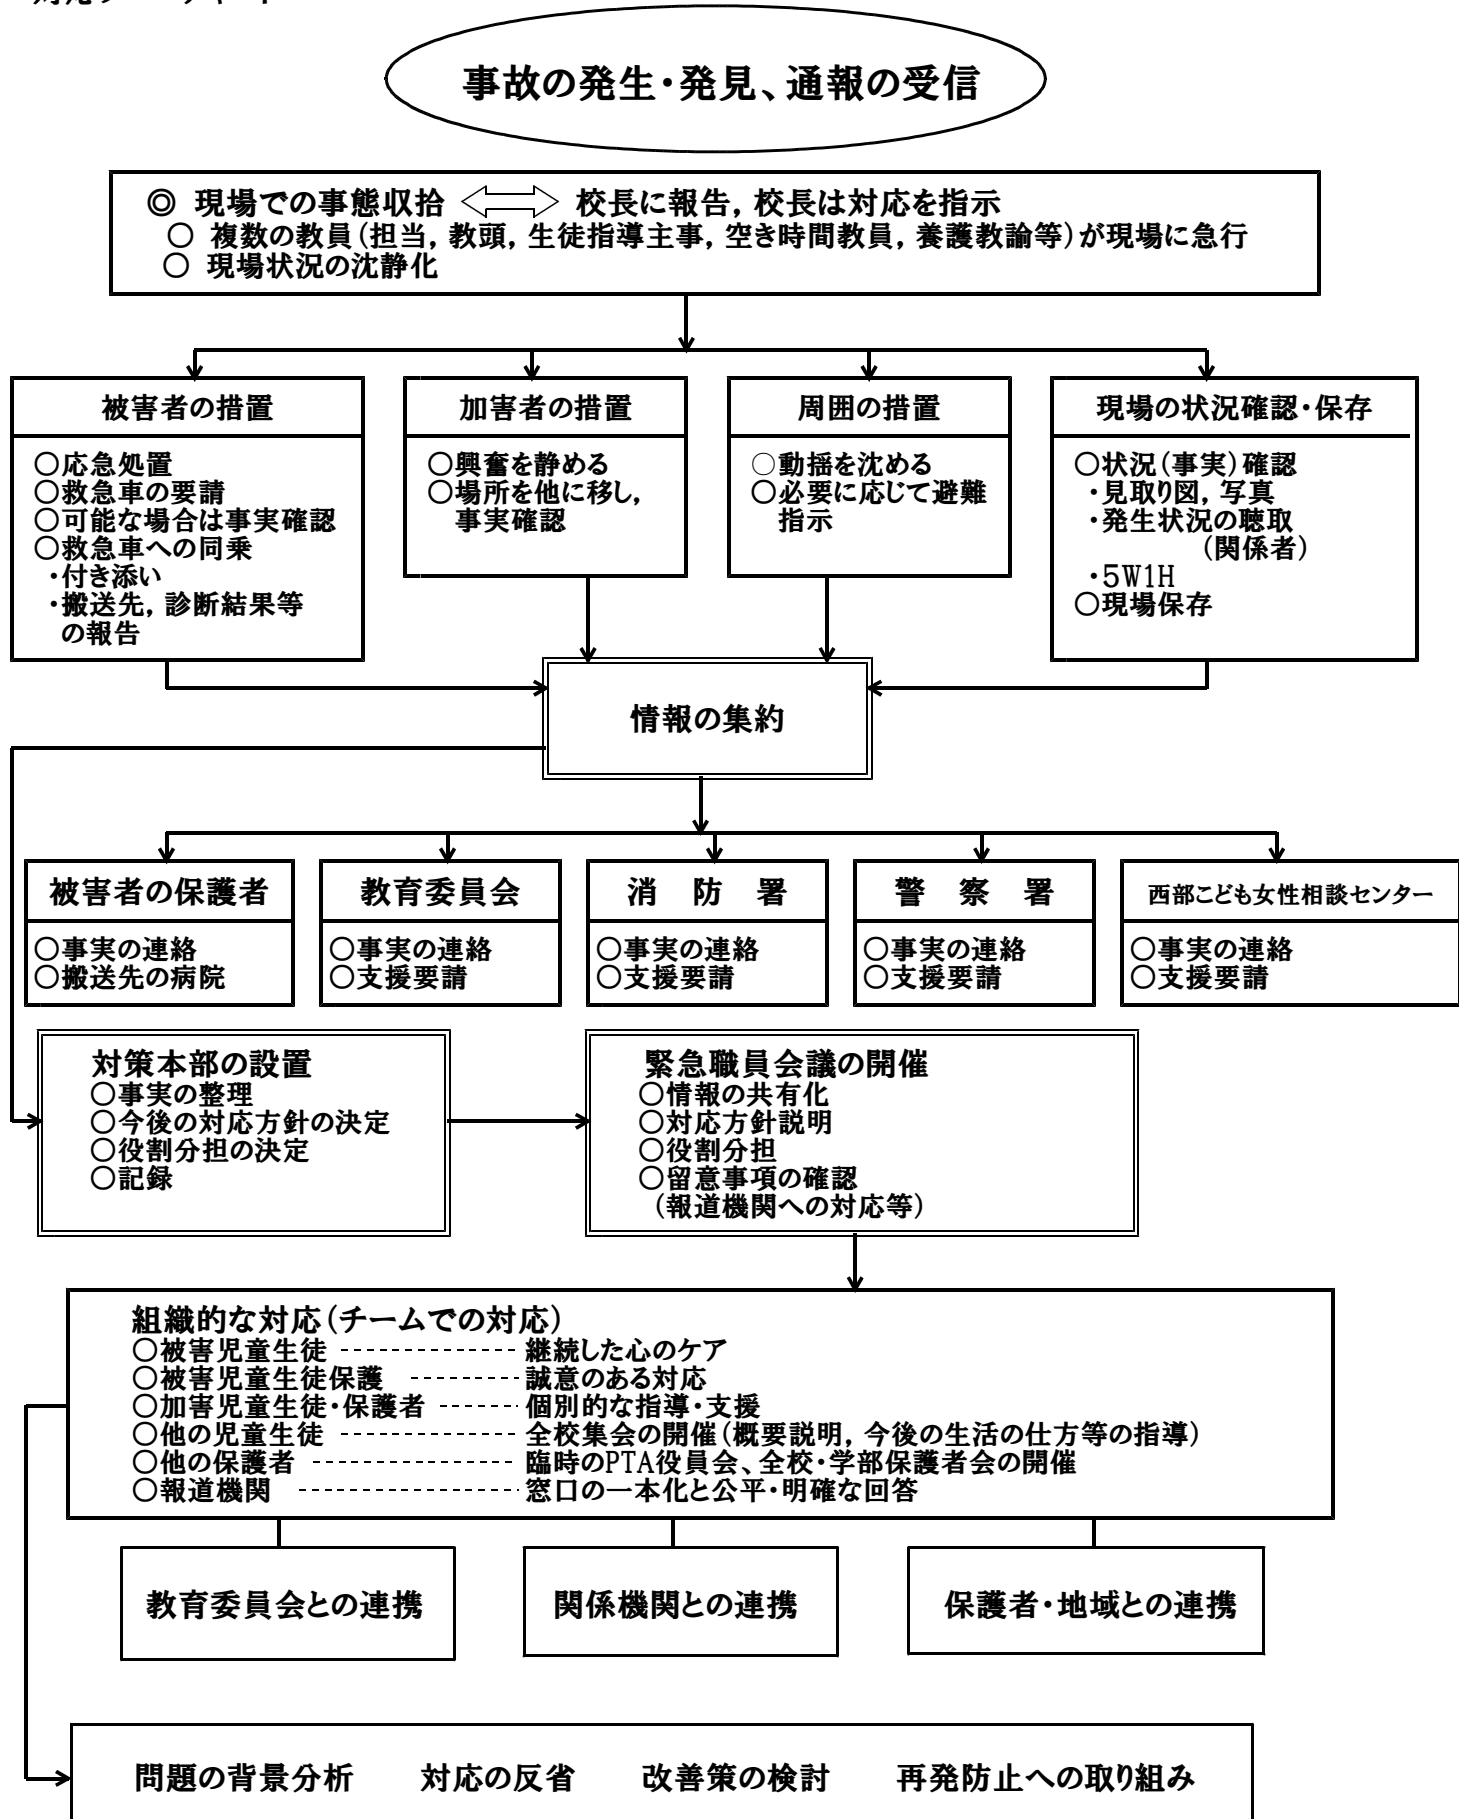 事故の発生・発見、通報の受信
◎ 現場での事態収拾 ⇔ 校長に報告，校長は対応を指示
○ 複数の教員（担当，教頭，生徒指導主事，空き時間教員，養護教諭等）が現場に急行
○ 現場状況の沈静化
被害者の措置
○応急処置
○救急車の要請
○可能な場合は事実確認
○救急車への同乗
・付き添い
・搬送先，診断結果等
の報告
加害者の措置
○興奮を静める
○場所を他に移し，
事実確認
周囲の措置
○動揺を沈める
○必要に応じて避難
指示
現場の状況確認・保存
○状況（事実）確認
・見取り図，写真
・発生状況の聴取
（関係者）
・5W1H
○現場保存
情報の集約
被害者の保護者
○事実の連絡
○搬送先の病院
教育委員会
○事実の連絡
○支援要請
消　防　署
○事実の連絡
○支援要請
警　察　署
○事実の連絡
○支援要請
西部こども女性相談センター
○事実の連絡
○支援要請
対策本部の設置
○事実の整理
○今後の対応方針の決定
○役割分担の決定
○記録
緊急職員会議の開催
○情報の共有化
○対応方針説明
○役割分担
○留意事項の確認
（報道機関への対応等）
組織的な対応（チームでの対応）
○被害児童生徒 ------------- 継続した心のケア
○被害児童生徒保護 -------- 誠意のある対応
○加害児童生徒・保護者 ------ 個別的な指導・支援
○他の児童生徒 ------------- 全校集会の開催（概要説明，今後の生活の仕方等の指導）
○他の保護者 --------------- 臨時のPTA役員会、全校・学部保護者会の開催
○報道機関 ---------------- 窓口の一本化と公平・明確な回答
教育委員会との連携
関係機関との連携
保護者・地域との連携
問題の背景分析　対応の反省　改善策の検討　再発防止への取り組み